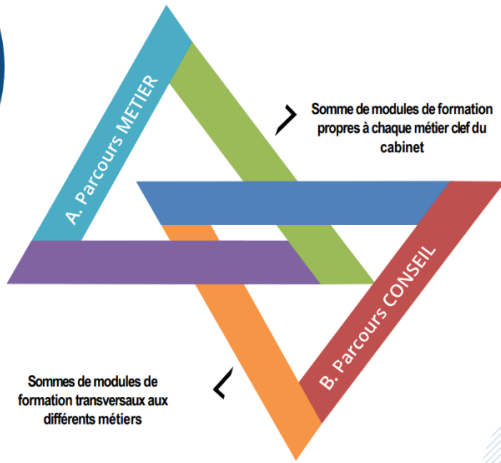 A. Parcours METIER
Somme de modules de formation
propres à chaque métier clef du
cabinet
B. Parcours CONSEIL
Sommes de modules de
formation transversaux aux
différents métiers